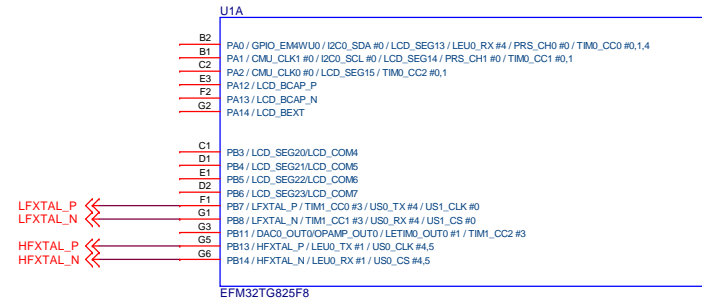 U1A
B2 PA0 / GPIO_EM4WU0 / I2C0_SDA #0 / LCD_SEG13 / LEU0_RX #4 / PRS_CH0 #0 / TIM0_CC0 #0,1,4
B1 PA1 / CMU_CLK1 #0 / I2C0_SCL #0 / LCD_SEG14 / PRS_CH1 #0 / TIM0_CC1 #0,1
C2 PA2 / CMU_CLK0 #0 / LCD_SEG15 / TIM0_CC2 #0,1
E3 PA12 / LCD_BCAP_P
F2 PA13 / LCD_BCAP_N
G2 PA14 / LCD_BEXT
C1 PB3 / LCD_SEG20/LCD_COM4
D1 PB4 / LCD_SEG21/LCD_COM5
E1 PB5 / LCD_SEG22/LCD_COM6
D2 PB6 / LCD_SEG23/LCD_COM7
LFXTAL_P F1 PB7 / LFXTAL_P / TIM1_CC0 #3 / US0_TX #4 / US1_CLK #0
LFXTAL_N G1 PB8 / LFXTAL_N / TIM1_CC1 #3 / US0_RX #4 / US1_CS #0
G3 PB11 / DAC0_OUT0/OPAMP_OUT0 / LETIM0_OUT0 #1 / TIM1_CC2 #3
HFXTAL_P G5 PB13 / HFXTAL_P / LEU0_TX #1 / US0_CLK #4,5
HFXTAL_N G6 PB14 / HFXTAL_N / LEU0_RX #1 / US0_CS #4,5
EFM32TG825F8